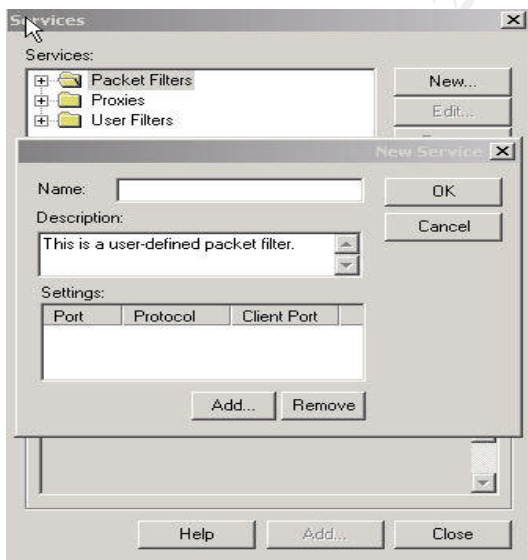 Services
Services:
Packet Filters
Proxies
User Filters
New...
Edit...
New Service
Name:
OK
Cancel
Description:
This is a user-defined packet filter.
Settings:
Port Protocol Client Port
Add... Remove
Help Add... Close